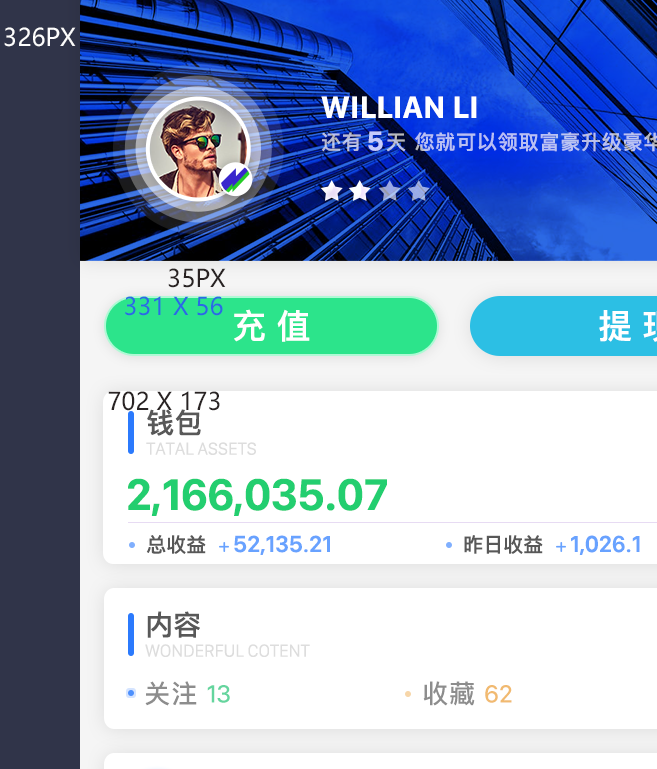 326PX
WILLIAN LI
还有 5天 您就可以领取富豪升级豪华
35PX
331 X 56
充 值
提
702 X 173
钱包
TATAL ASSETS
2,166,035.07
总收益 +52,135.21
昨日收益 +1,026.1
内容
WONDERFUL COTENT
关注 13
收藏 62